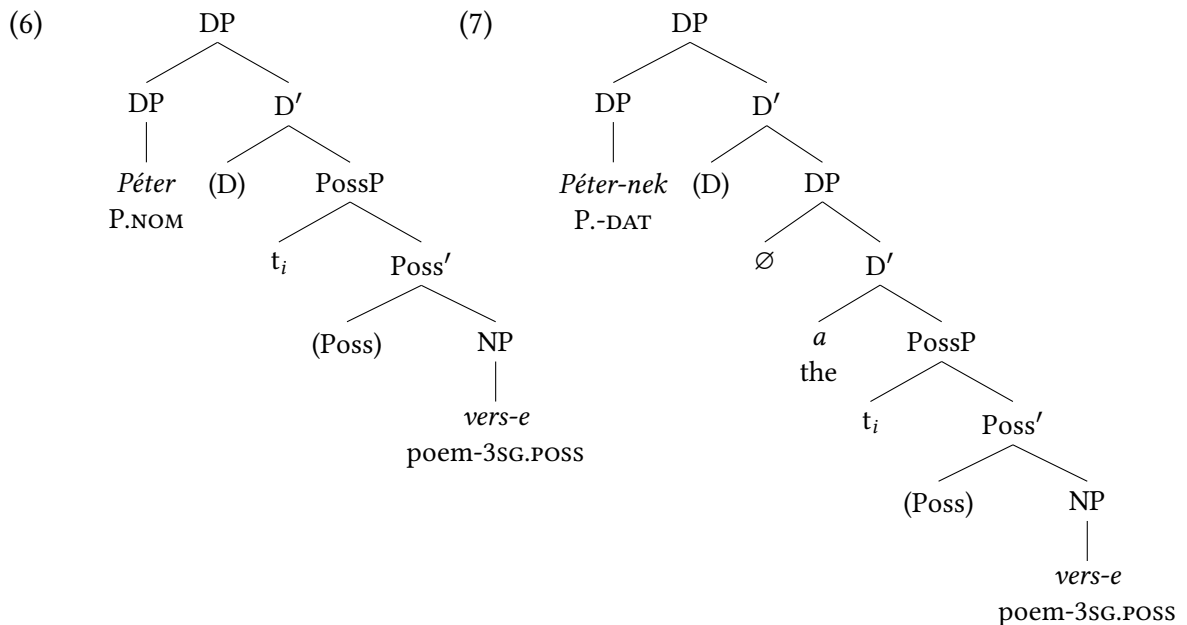 (6)
DP
DP
D′
Péter
P.NOM
(D)
PossP
tᵢ
Poss′
(Poss)
NP
vers-e
poem-3SG.POSS
(7)
DP
DP
D′
Péter-nek
P.-DAT
(D)
DP
∅
D′
a
the
PossP
tᵢ
Poss′
(Poss)
NP
vers-e
poem-3SG.POSS